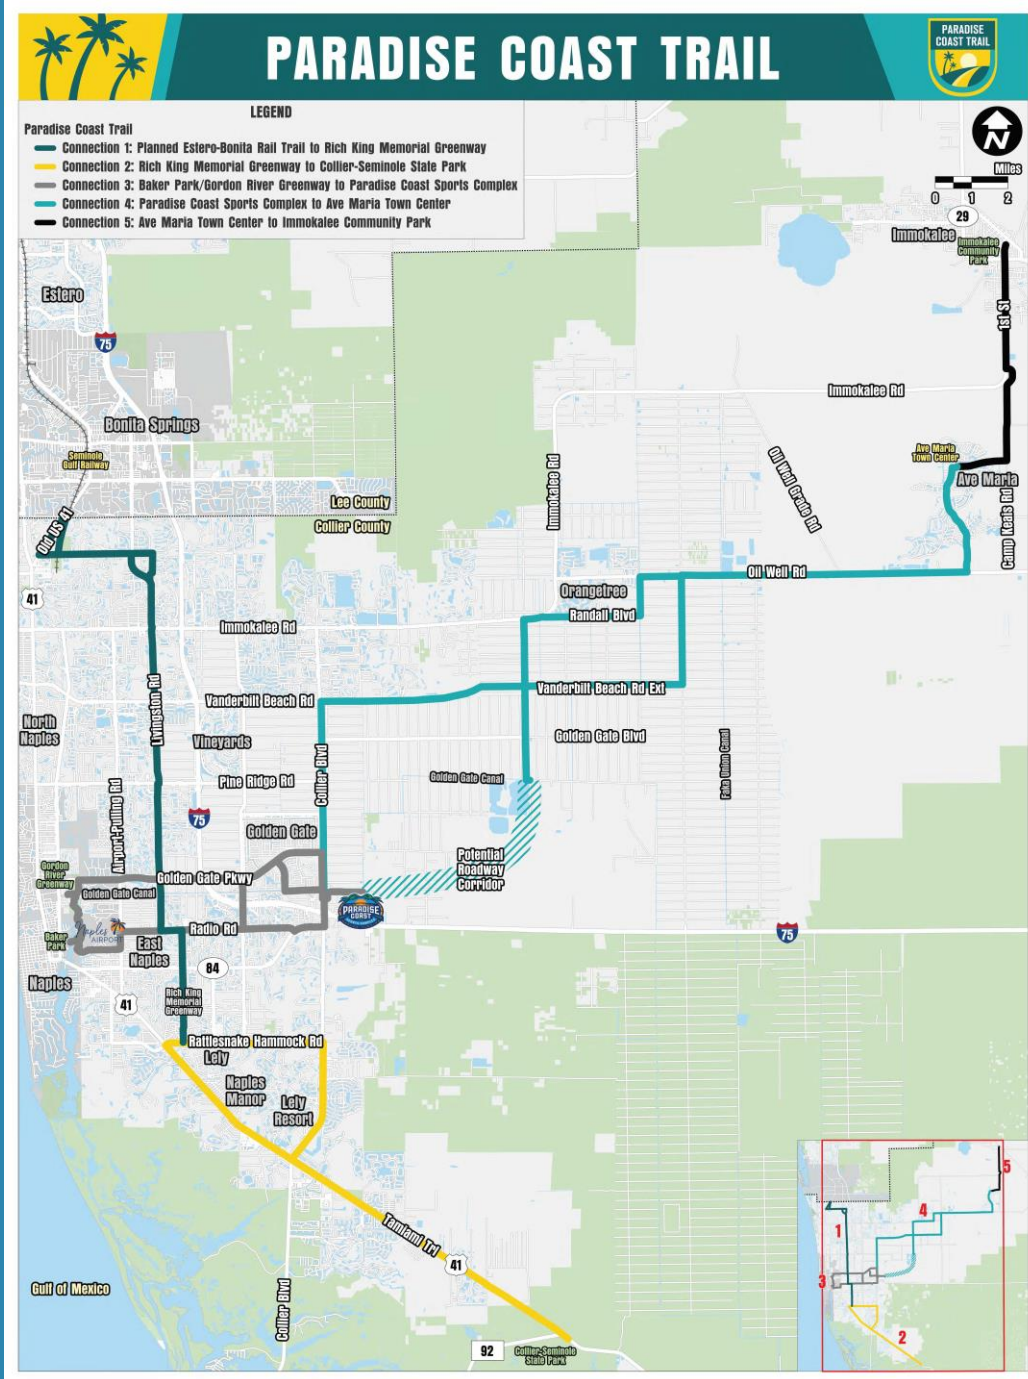 PARADISE COAST TRAIL
PARADISE
COAST TRAIL
LEGEND
Paradise Coast Trail
Connection 1: Planned Estero-Bonita Rail Trail to Rich King Memorial Greenway
Connection 2: Rich King Memorial Greenway to Collier-Seminole State Park
Connection 3: Baker Park/Gordon River Greenway to Paradise Coast Sports Complex
Connection 4: Paradise Coast Sports Complex to Ave Maria Town Center
Connection 5: Ave Maria Town Center to Immokalee Community Park
N
Miles
0 1 2
29
Immokalee
Immokalee
Community
Park
Estero
75
1st St
Immokalee Rd
Bonita Springs
Seminole
Gulf Railway
Ave Maria
Town Center
Ave Maria
Oil Well Grade Rd
Immokalee Rd
Camp Keais Rd
Lee County
Collier County
Old US 41
41
Oil Well Rd
Orangetree
Randall Blvd
Immokalee Rd
Vanderbilt Beach Rd
Vanderbilt Beach Rd Ext
North
Naples
Livingston Rd
Vineyards
Collier Blvd
Golden Gate Blvd
Faka Union Canal
Pine Ridge Rd
Golden Gate Canal
Airport-Pulling Rd
75
Golden Gate
Potential
Roadway
Corridor
Gordon
River
Greenway
Golden Gate Pkwy
Golden Gate Canal
PARADISE
COAST
Naples
AIRPORT
Radio Rd
Baker
Park
East
Naples
75
Naples
84
41
Rich King
Memorial
Greenway
Rattlesnake Hammock Rd
Lely
Naples
Manor
Lely
Resort
Tamiami Trl
41
Gulf of Mexico
Collier Blvd
92
Collier-Seminole
State Park
5
4
1
3
2